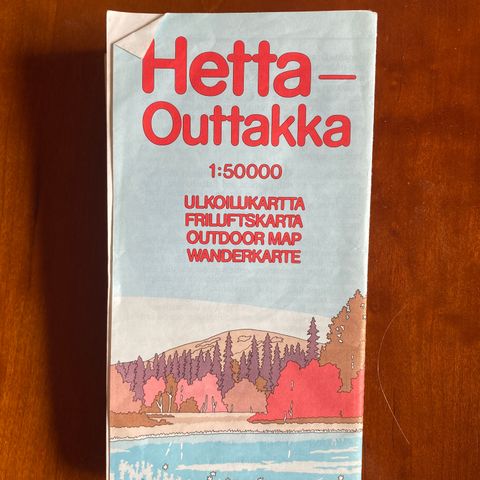 Hetta–
Outtakka
1:50000
ULKOILUKARTTA
FRILUFTSKARTA
OUTDOOR MAP
WANDERKARTE